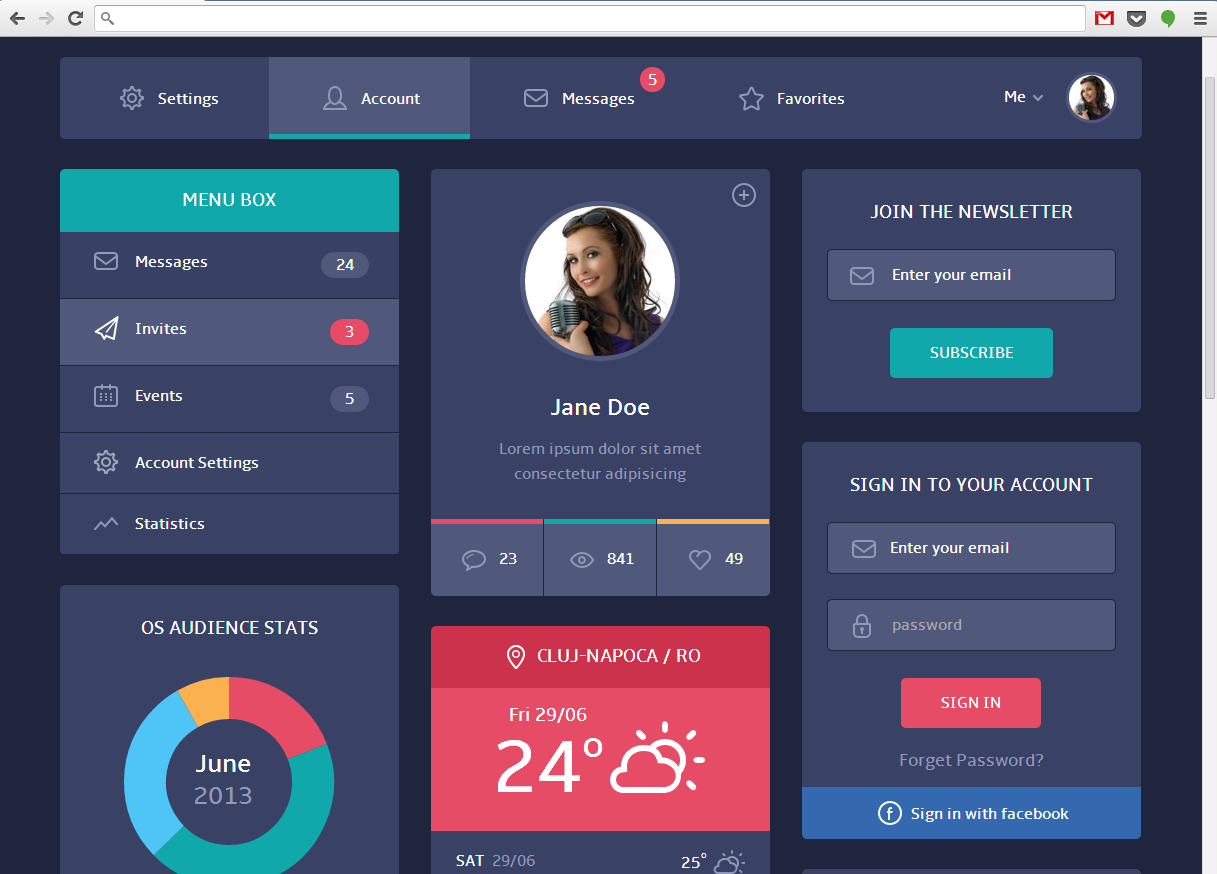 Settings
Account
Messages
5
Favorites
Me
MENU BOX
Messages
24
Invites
3
Events
5
Account Settings
Statistics
OS AUDIENCE STATS
June
2013
Jane Doe
Lorem ipsum dolor sit amet
consectetur adipisicing
23
841
49
CLUJ-NAPOCA / RO
Fri 29/06
24°
SAT 29/06
25°
JOIN THE NEWSLETTER
Enter your email
SUBSCRIBE
SIGN IN TO YOUR ACCOUNT
Enter your email
password
SIGN IN
Forget Password?
Sign in with facebook